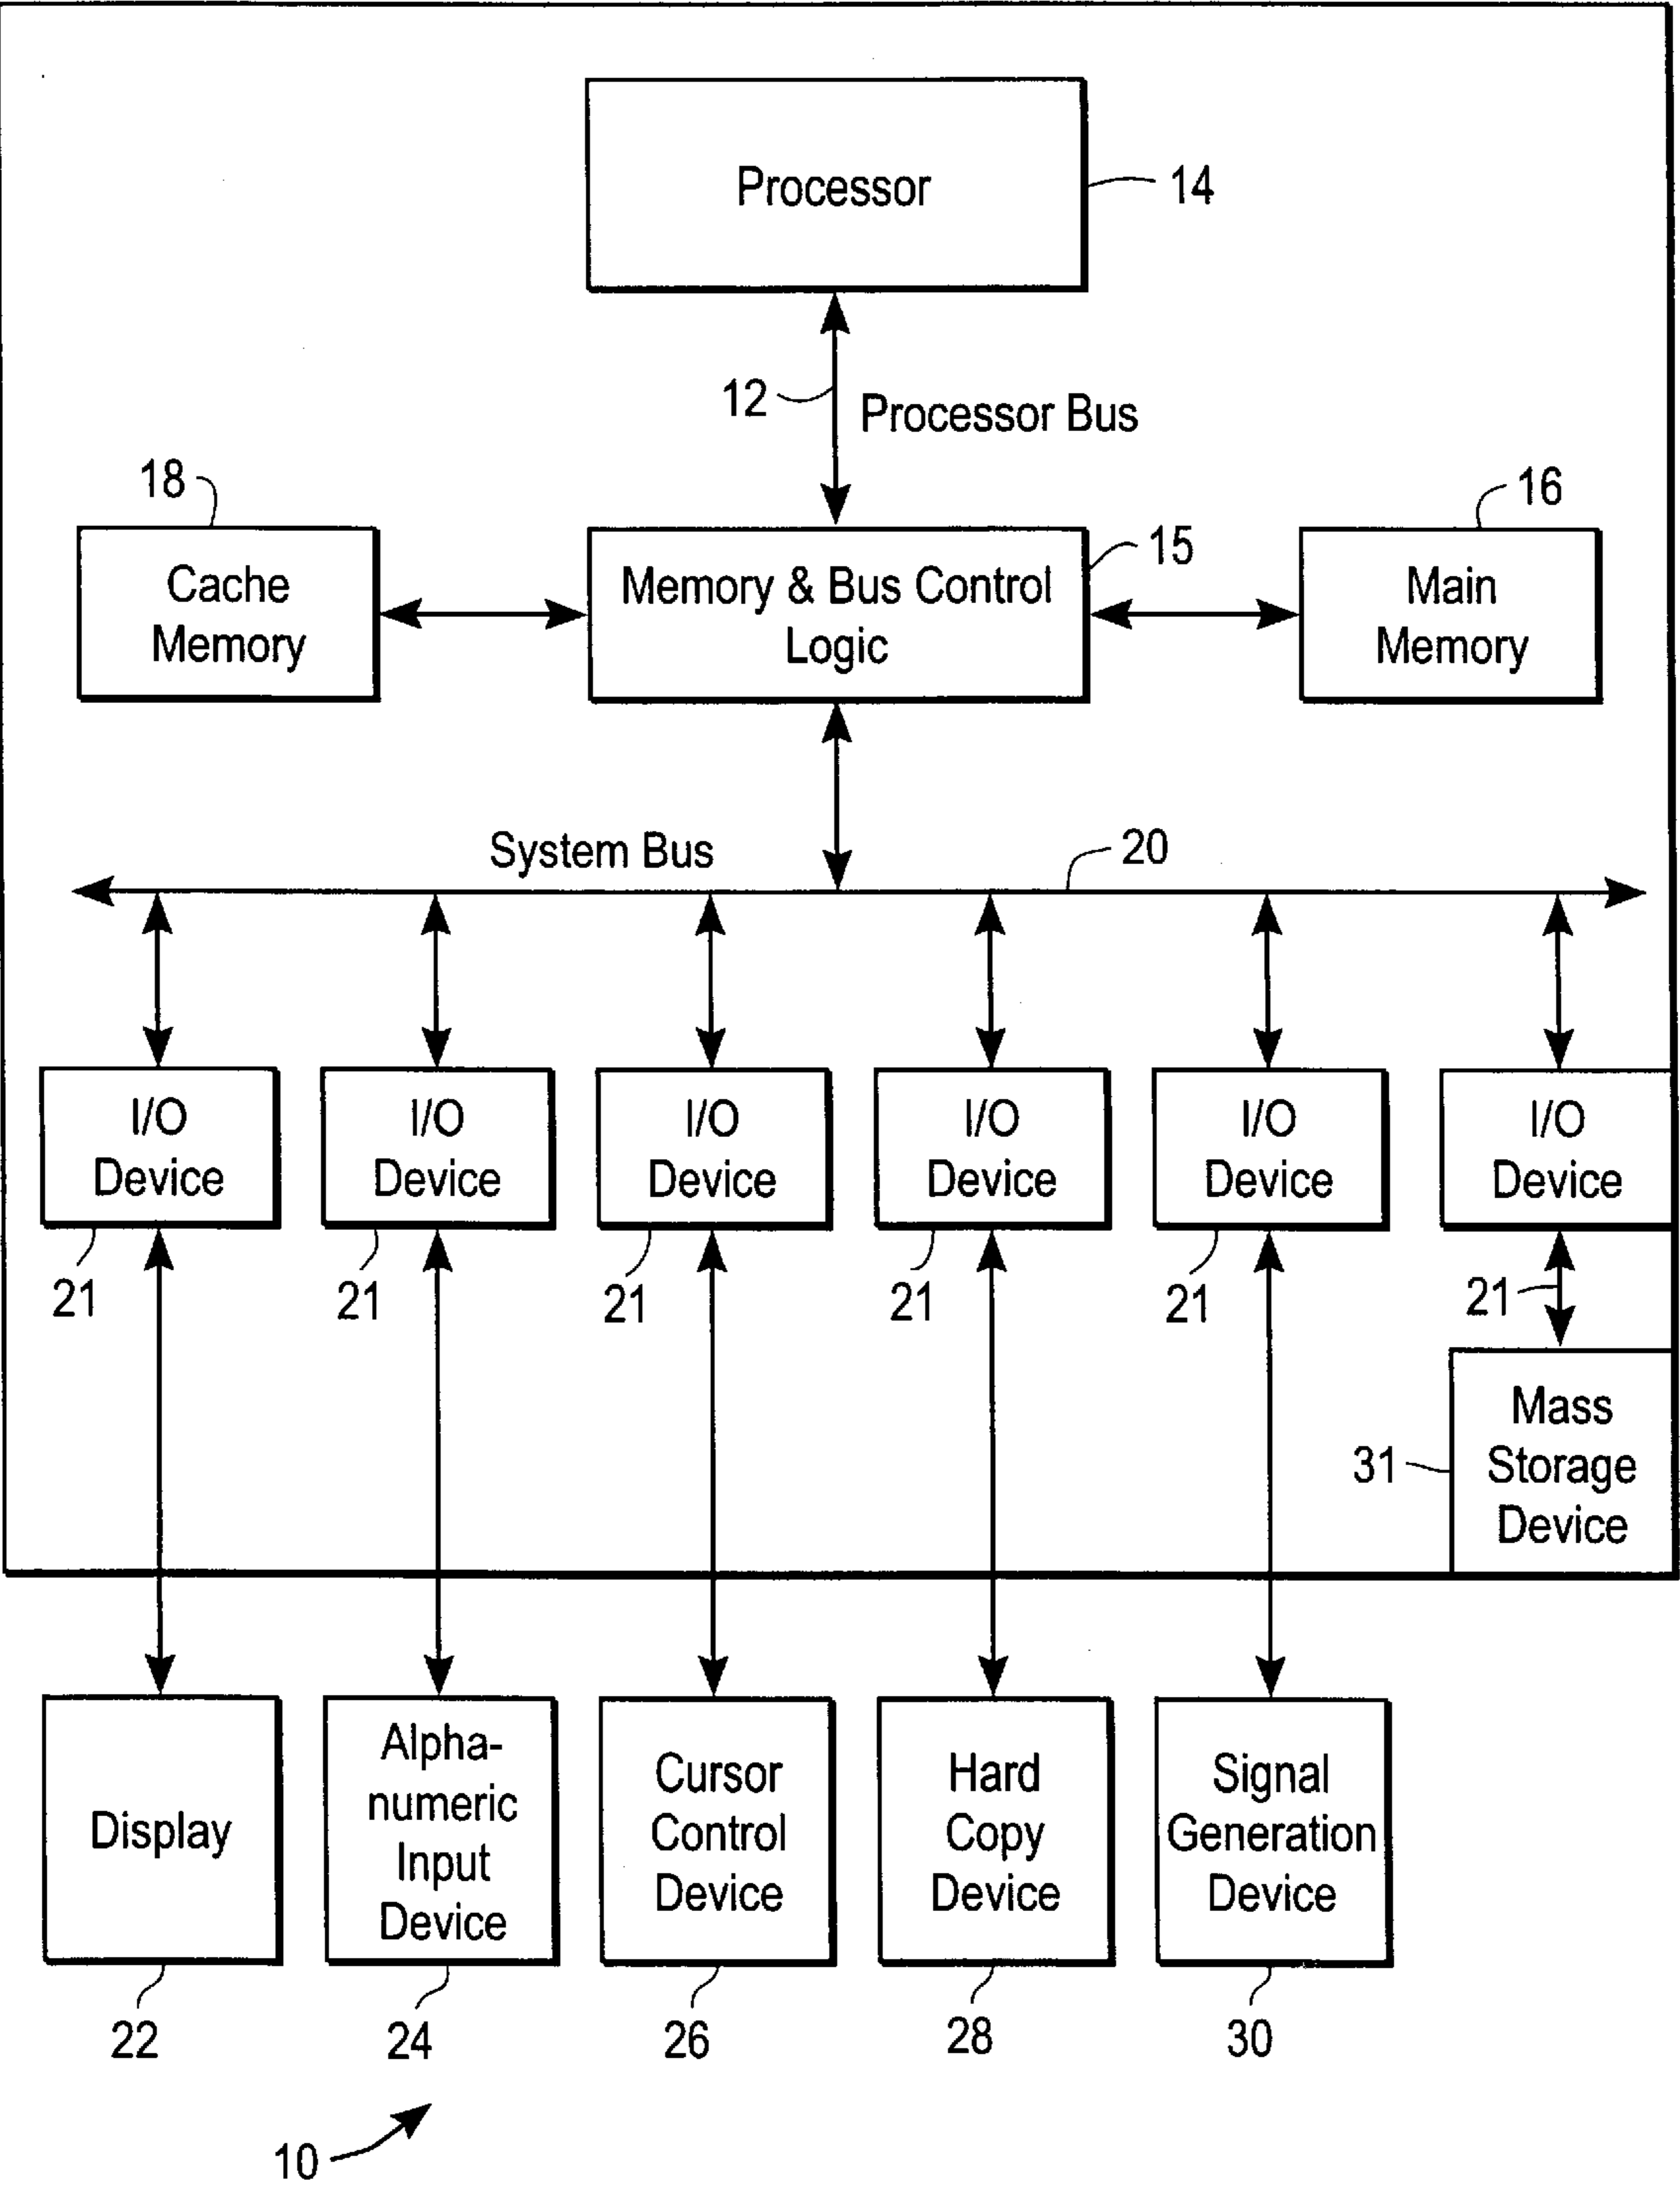 Processor
14
12
Processor Bus
18
16
15
Cache
Memory
Memory & Bus Control
Logic
Main
Memory
System Bus
20
I/O
Device
I/O
Device
I/O
Device
I/O
Device
I/O
Device
I/O
Device
21
21
21
21
21
21
Mass
Storage
Device
31
Display
Alpha-
numeric
Input
Device
Cursor
Control
Device
Hard
Copy
Device
Signal
Generation
Device
22
24
26
28
30
10